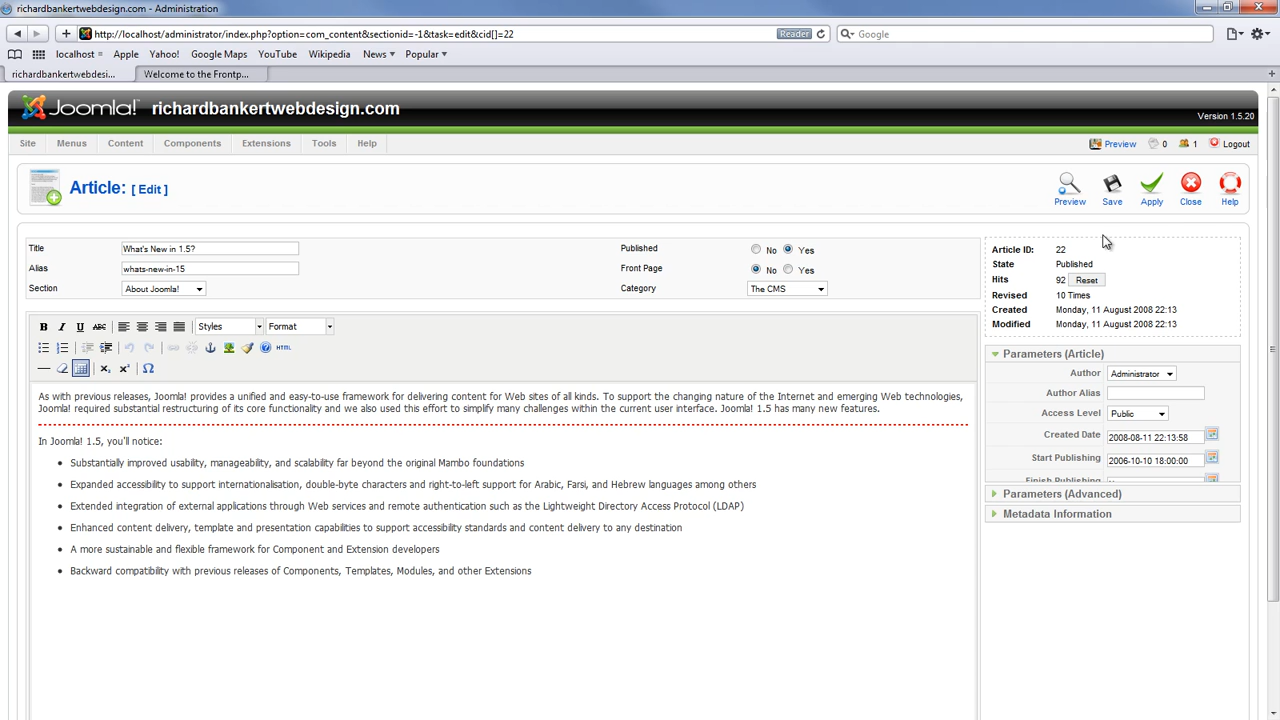 richardbankertwebdesign.com - Administration
http://localhost/administrator/index.php?option=com_content&sectionid=-1&task=edit&cid[]=22
Reader
Google
localhost
Apple
Yahoo!
Google Maps
YouTube
Wikipedia
News
Popular
richardbankertwebdesi...
Welcome to the Frontp...
Joomla!
richardbankertwebdesign.com
Version 1.5.20
Site
Menus
Content
Components
Extensions
Tools
Help
Preview
0
1
Logout
Article: [ Edit ]
Preview
Save
Apply
Close
Help
Title
What's New in 1.5?
Published
No
Yes
Alias
whats-new-in-15
Front Page
No
Yes
Section
About Joomla!
Category
The CMS
Article ID: 22
State Published
Hits 92 Reset
Revised 10 Times
Created Monday, 11 August 2008 22:13
Modified Monday, 11 August 2008 22:13
B I U ABC
Styles
Format
HTML
As with previous releases, Joomla! provides a unified and easy-to-use framework for delivering content for Web sites of all kinds. To support the changing nature of the Internet and emerging Web technologies,
Joomla! required substantial restructuring of its core functionality and we also used this effort to simplify many challenges within the current user interface. Joomla! 1.5 has many new features.
In Joomla! 1.5, you'll notice:
Substantially improved usability, manageability, and scalability far beyond the original Mambo foundations
Expanded accessibility to support internationalisation, double-byte characters and right-to-left support for Arabic, Farsi, and Hebrew languages among others
Extended integration of external applications through Web services and remote authentication such as the Lightweight Directory Access Protocol (LDAP)
Enhanced content delivery, template and presentation capabilities to support accessibility standards and content delivery to any destination
A more sustainable and flexible framework for Component and Extension developers
Backward compatibility with previous releases of Components, Templates, Modules, and other Extensions
Parameters (Article)
Author Administrator
Author Alias
Access Level Public
Created Date 2008-08-11 22:13:58
Start Publishing 2006-10-10 18:00:00
Finish Publishing
Parameters (Advanced)
Metadata Information